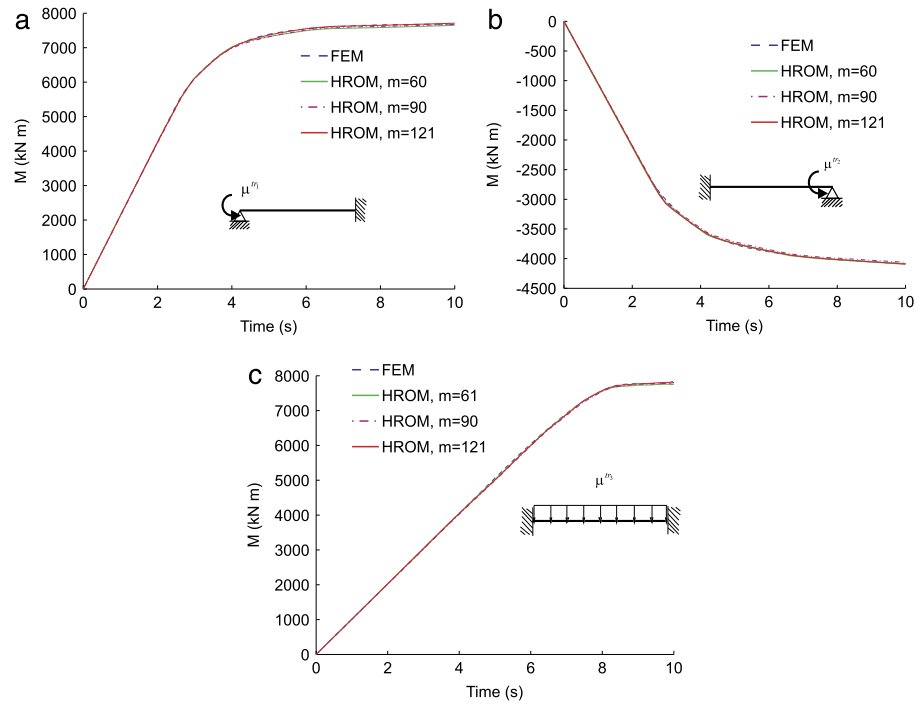 a
8000
7000
6000
5000
4000
3000
2000
1000
0
M (kN m)
0 2 4 6 8 10
Time (s)
FEM
HROM, m=60
HROM, m=90
HROM, m=121
μ^tr₁
b
0
-500
-1000
-1500
-2000
-2500
-3000
-3500
-4000
-4500
M (kN m)
0 2 4 6 8 10
Time (s)
FEM
HROM, m=60
HROM, m=90
HROM, m=121
μ^tr₂
c
8000
7000
6000
5000
4000
3000
2000
1000
0
M (kN m)
0 2 4 6 8 10
Time (s)
FEM
HROM, m=61
HROM, m=90
HROM, m=121
μ^tr₃